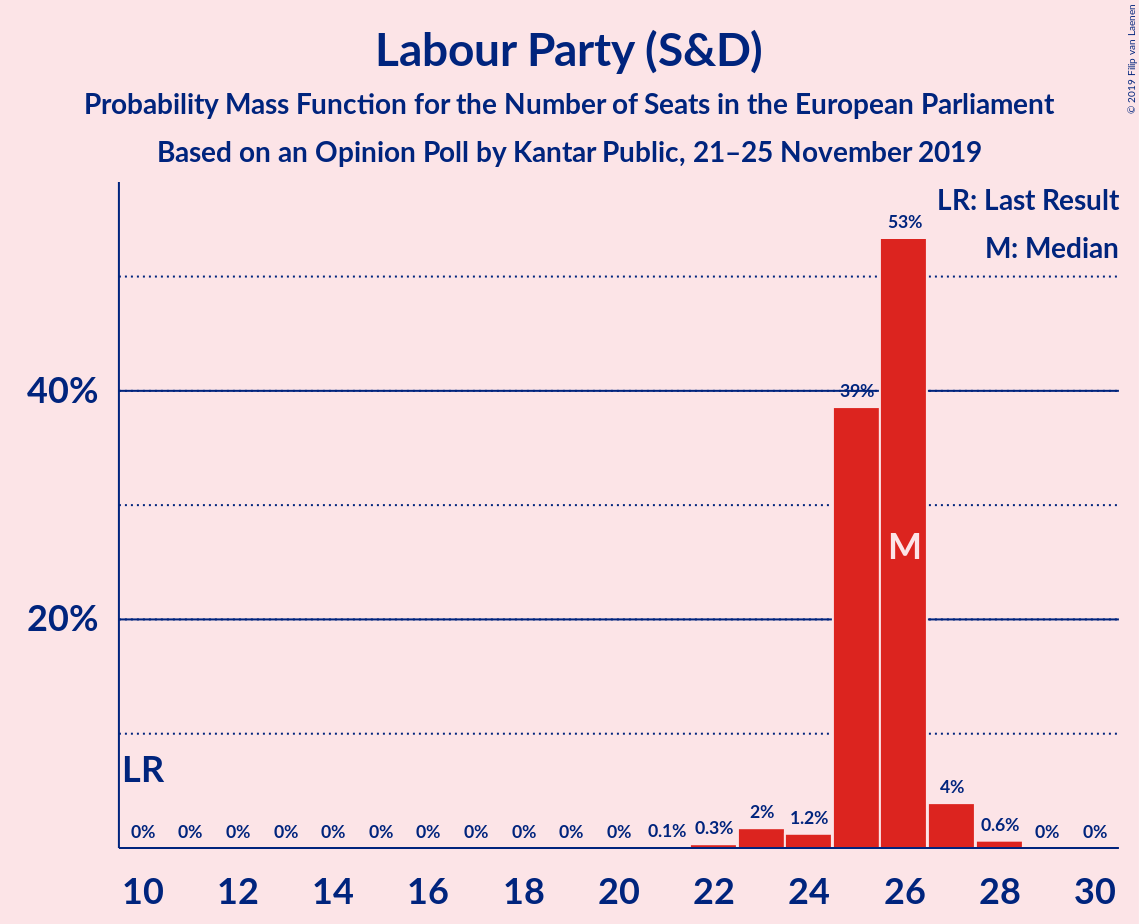 Labour Party (S&D)
Probability Mass Function for the Number of Seats in the European Parliament
Based on an Opinion Poll by Kantar Public, 21–25 November 2019
© 2019 Filip van Laenen
LR: Last Result
M: Median
53%
40%
39%
M
20%
LR
0% 0% 0% 0% 0% 0% 0% 0% 0% 0% 0% 0.1% 0.3% 2% 1.2% 4% 0.6% 0% 0%
10 12 14 16 18 20 22 24 26 28 30